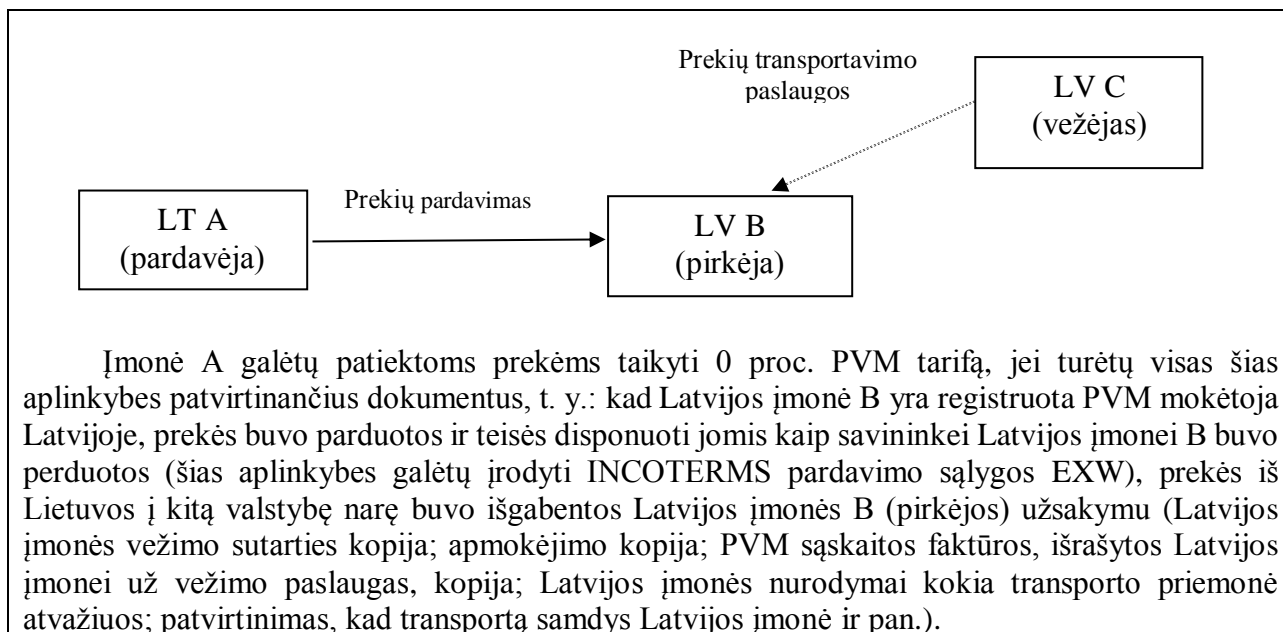 Prekių transportavimo
paslaugos
LV C
(vežėjas)
Prekių pardavimas
LT A
(pardavėja)
LV B
(pirkėja)
Įmonė A galėtų patiektoms prekėms taikyti 0 proc. PVM tarifą, jei turėtų visas šias
aplinkybes patvirtinančius dokumentus, t. y.: kad Latvijos įmonė B yra registruota PVM mokėtoja
Latvijoje, prekės buvo parduotos ir teisės disponuoti jomis kaip savininkei Latvijos įmonei B buvo
perduotos (šias aplinkybes galėtų įrodyti INCOTERMS pardavimo sąlygos EXW), prekės iš
Lietuvos į kitą valstybę narę buvo išgabentos Latvijos įmonės B (pirkėjos) užsakymu (Latvijos
įmonės vežimo sutarties kopija; apmokėjimo kopija; PVM sąskaitos faktūros, išrašytos Latvijos
įmonei už vežimo paslaugas, kopija; Latvijos įmonės nurodymai kokia transporto priemonė
atvažiuos; patvirtinimas, kad transportą samdys Latvijos įmonė ir pan.).